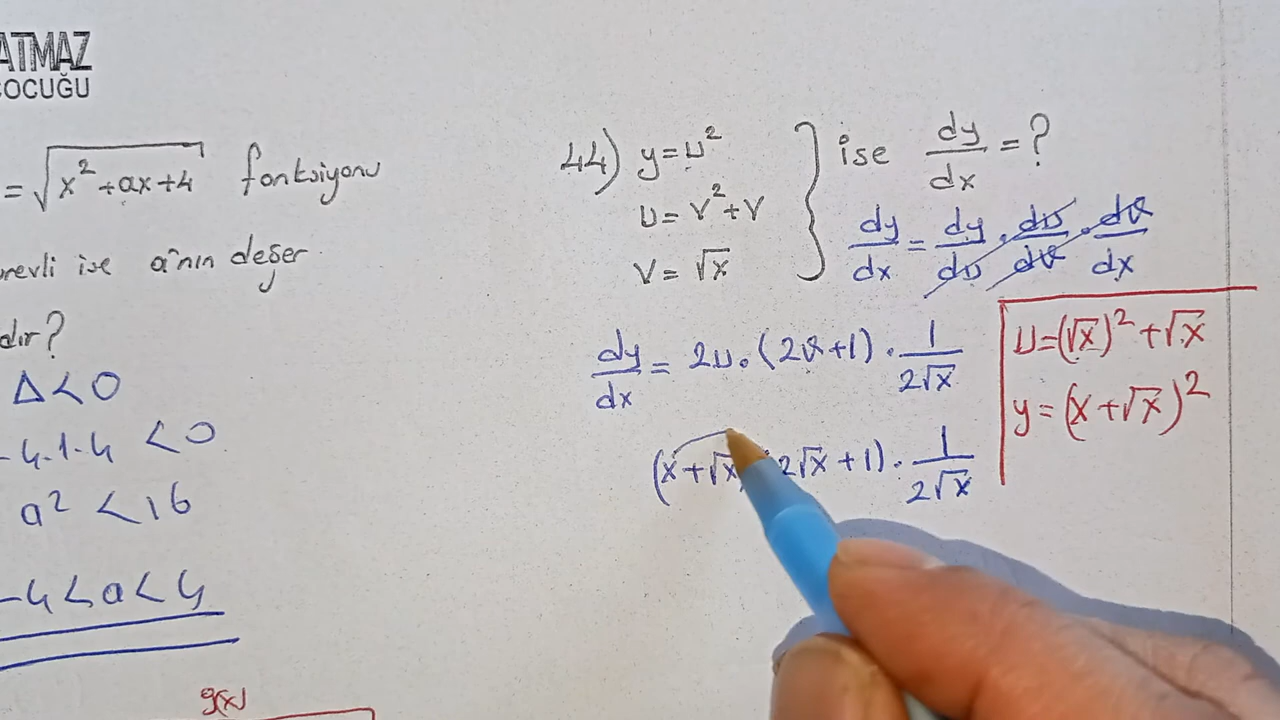 ATMAZ
ÇOCUĞU
= √x² + ax + 4 fonksiyonu
revli ise a'nın değer
dır?
Δ < 0
- 4.1.4 < 0
a² < 16
-4 < a < 4
g(x)
44) y = u²
u = v² + v
v = √x
} ise dy/dx = ?
dy/dx = dy/du · du/dv · dv/dx
dy/dx = 2u · (2v + 1) · 1/2√x
(x + √x) 2√x + 1) · 1/2√x
u = (√x)² + √x
y = (x + √x)²